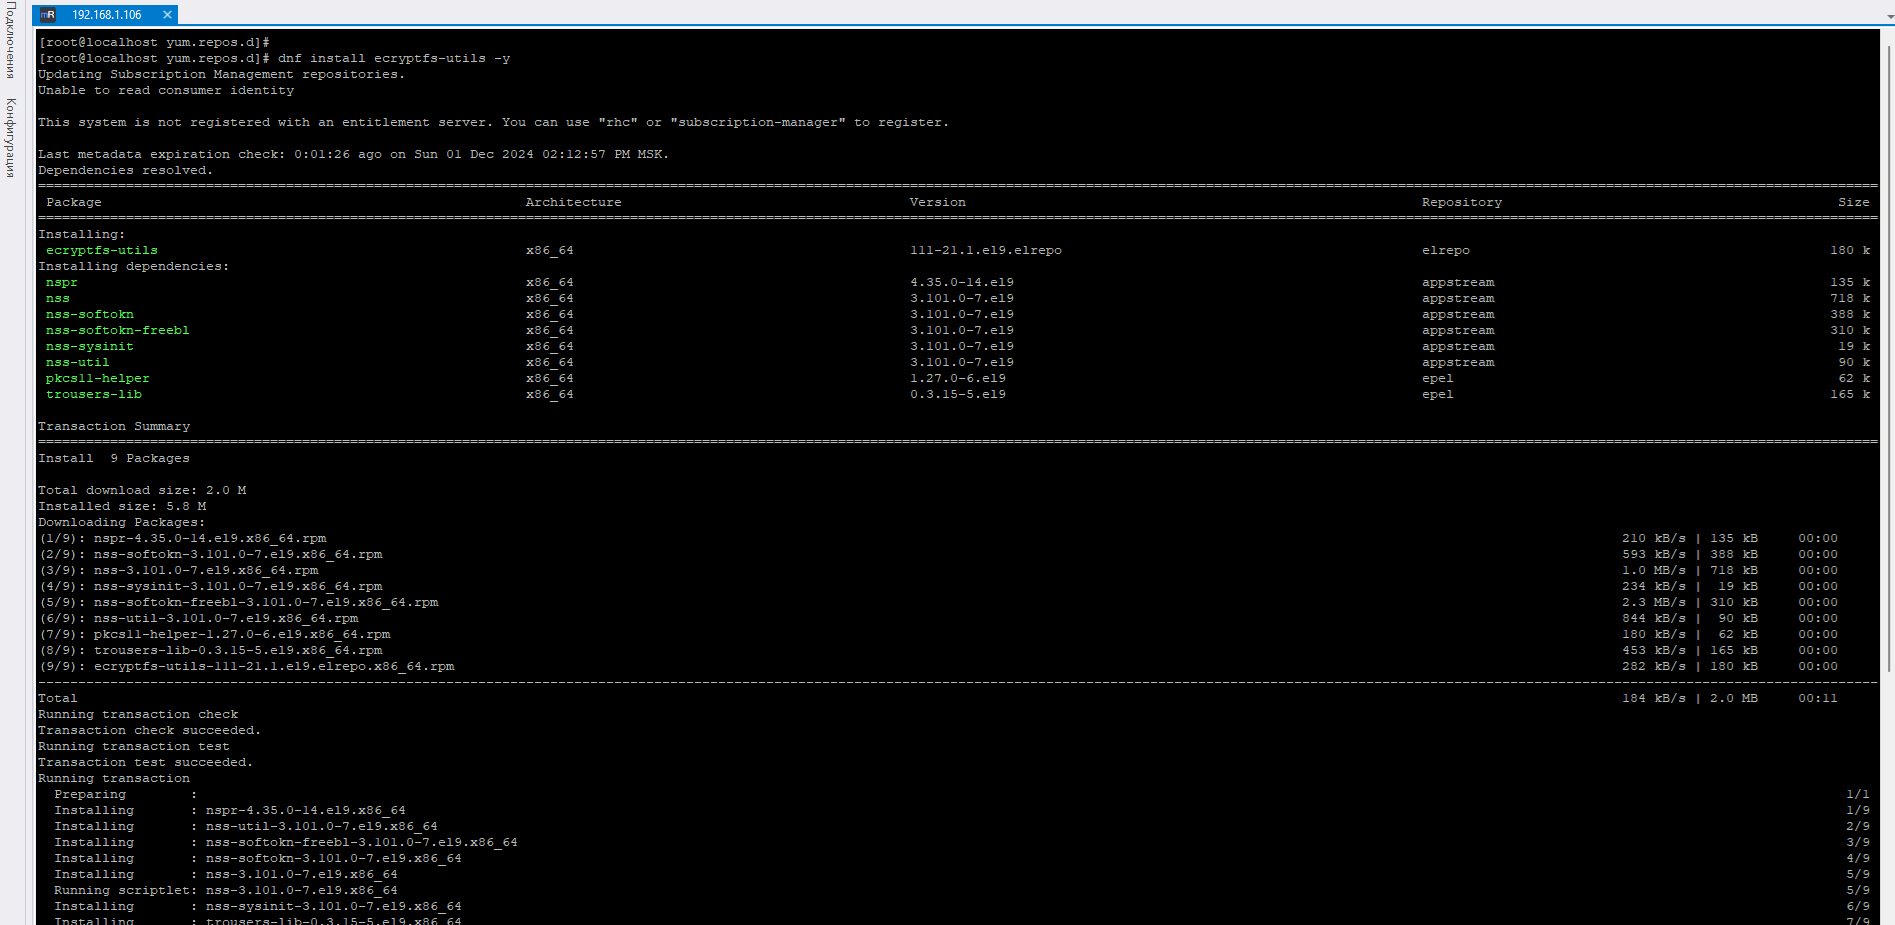 Подключения
Конфигурация
mR 192.168.1.106
[root@localhost yum.repos.d]#
[root@localhost yum.repos.d]# dnf install ecryptfs-utils -y
Updating Subscription Management repositories.
Unable to read consumer identity
This system is not registered with an entitlement server. You can use "rhc" or "subscription-manager" to register.
Last metadata expiration check: 0:01:26 ago on Sun 01 Dec 2024 02:12:57 PM MSK.
Dependencies resolved.
Package Architecture Version Repository Size
Installing:
ecryptfs-utils x86_64 111-21.1.el9.elrepo elrepo 180 k
Installing dependencies:
nspr x86_64 4.35.0-14.el9 appstream 135 k
nss x86_64 3.101.0-7.el9 appstream 718 k
nss-softokn x86_64 3.101.0-7.el9 appstream 388 k
nss-softokn-freebl x86_64 3.101.0-7.el9 appstream 310 k
nss-sysinit x86_64 3.101.0-7.el9 appstream 19 k
nss-util x86_64 3.101.0-7.el9 appstream 90 k
pkcs11-helper x86_64 1.27.0-6.el9 epel 62 k
trousers-lib x86_64 0.3.15-5.el9 epel 165 k
Transaction Summary
Install 9 Packages
Total download size: 2.0 M
Installed size: 5.8 M
Downloading Packages:
(1/9): nspr-4.35.0-14.el9.x86_64.rpm 210 kB/s | 135 kB 00:00
(2/9): nss-softokn-3.101.0-7.el9.x86_64.rpm 593 kB/s | 388 kB 00:00
(3/9): nss-3.101.0-7.el9.x86_64.rpm 1.0 MB/s | 718 kB 00:00
(4/9): nss-sysinit-3.101.0-7.el9.x86_64.rpm 234 kB/s | 19 kB 00:00
(5/9): nss-softokn-freebl-3.101.0-7.el9.x86_64.rpm 2.3 MB/s | 310 kB 00:00
(6/9): nss-util-3.101.0-7.el9.x86_64.rpm 844 kB/s | 90 kB 00:00
(7/9): pkcs11-helper-1.27.0-6.el9.x86_64.rpm 180 kB/s | 62 kB 00:00
(8/9): trousers-lib-0.3.15-5.el9.x86_64.rpm 453 kB/s | 165 kB 00:00
(9/9): ecryptfs-utils-111-21.1.el9.elrepo.x86_64.rpm 282 kB/s | 180 kB 00:00
Total 184 kB/s | 2.0 MB 00:11
Running transaction check
Transaction check succeeded.
Running transaction test
Transaction test succeeded.
Running transaction
Preparing : 1/1
Installing : nspr-4.35.0-14.el9.x86_64 1/9
Installing : nss-util-3.101.0-7.el9.x86_64 2/9
Installing : nss-softokn-freebl-3.101.0-7.el9.x86_64 3/9
Installing : nss-softokn-3.101.0-7.el9.x86_64 4/9
Installing : nss-3.101.0-7.el9.x86_64 5/9
Running scriptlet: nss-3.101.0-7.el9.x86_64 5/9
Installing : nss-sysinit-3.101.0-7.el9.x86_64 6/9
Installing : trousers-lib-0.3.15-5.el9.x86_64 7/9